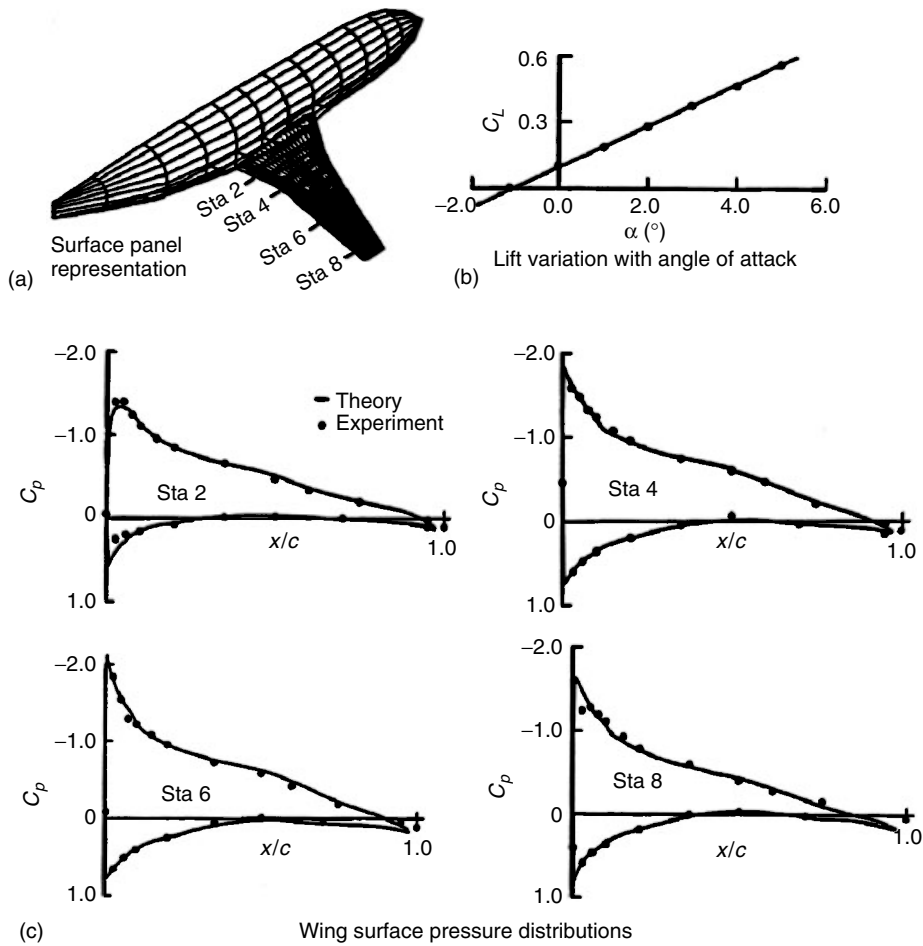 Sta 2
Sta 4
Sta 6
Sta 8
Surface panel
representation
(a)
0.6
0.3
C_L
−2.0 0.0 2.0 4.0 6.0
α (°)
(b) Lift variation with angle of attack
−2.0
−1.0
0
1.0
C_p
Theory
Experiment
Sta 2
x/c
1.0
−2.0
−1.0
0
1.0
C_p
Sta 4
x/c
1.0
−2.0
−1.0
0
1.0
C_p
Sta 6
x/c
1.0
−2.0
−1.0
0
1.0
C_p
Sta 8
x/c
1.0
(c) Wing surface pressure distributions